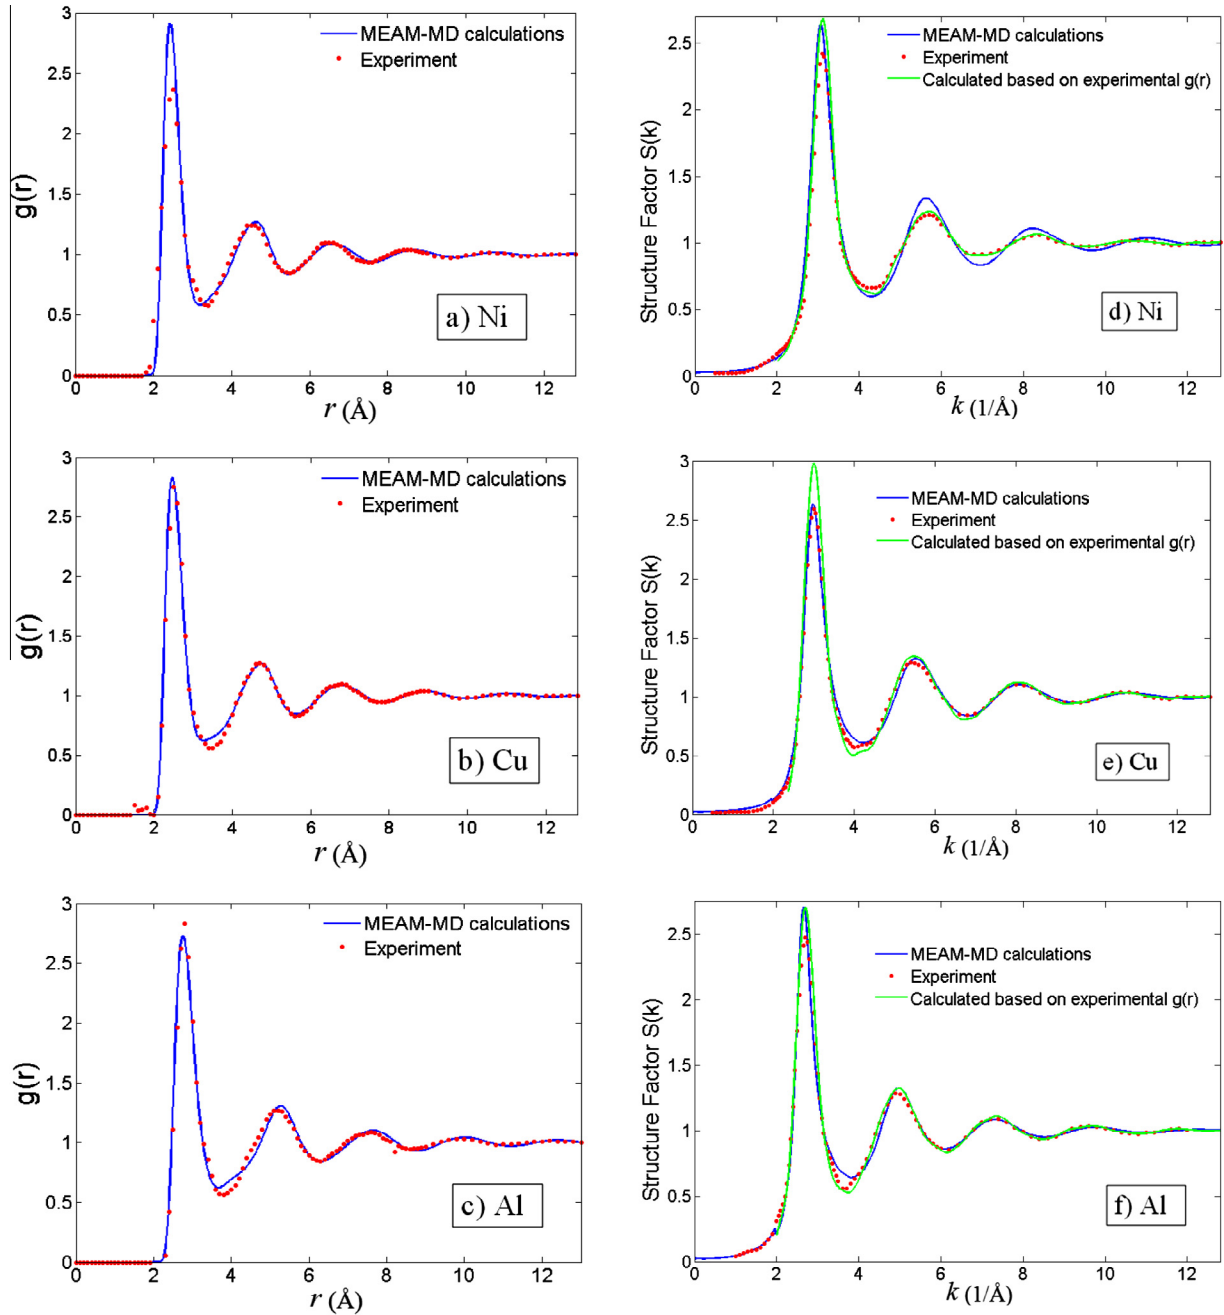 3
2.5
2
1.5
1
0.5
0
g(r)
MEAM-MD calculations
Experiment
a) Ni
0 2 4 6 8 10 12
r (Å)
2.5
2
1.5
1
0.5
0
Structure Factor S(k)
MEAM-MD calculations
Experiment
Calculated based on experimental g(r)
d) Ni
0 2 4 6 8 10 12
k (1/Å)
3
2.5
2
1.5
1
0.5
0
g(r)
MEAM-MD calculations
Experiment
b) Cu
0 2 4 6 8 10 12
r (Å)
3
2.5
2
1.5
1
0.5
0
Structure Factor S(k)
MEAM-MD calculations
Experiment
Calculated based on experimental g(r)
e) Cu
0 2 4 6 8 10 12
k (1/Å)
3
2.5
2
1.5
1
0.5
0
g(r)
MEAM-MD calculations
Experiment
c) Al
0 2 4 6 8 10 12
r (Å)
2.5
2
1.5
1
0.5
0
Structure Factor S(k)
MEAM-MD calculations
Experiment
Calculated based on experimental g(r)
f) Al
0 2 4 6 8 10 12
k (1/Å)